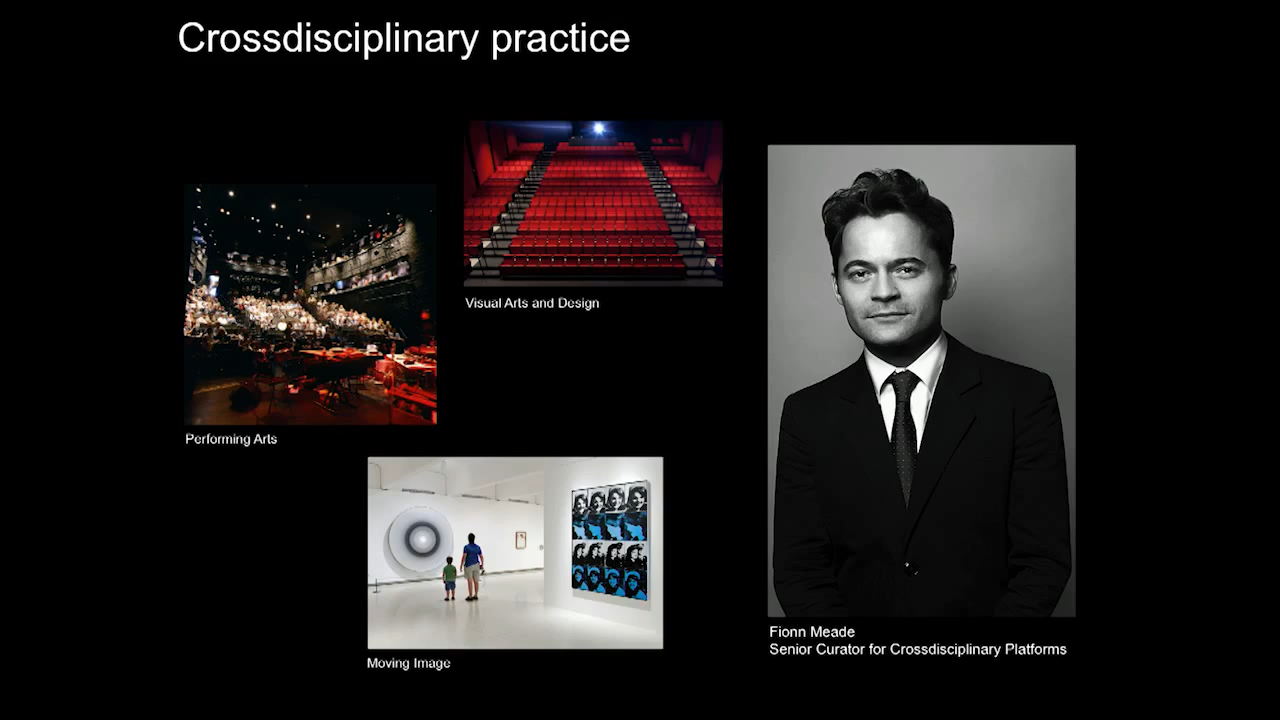 Crossdisciplinary practice
Visual Arts and Design
Performing Arts
Moving Image
Fionn Meade
Senior Curator for Crossdisciplinary Platforms